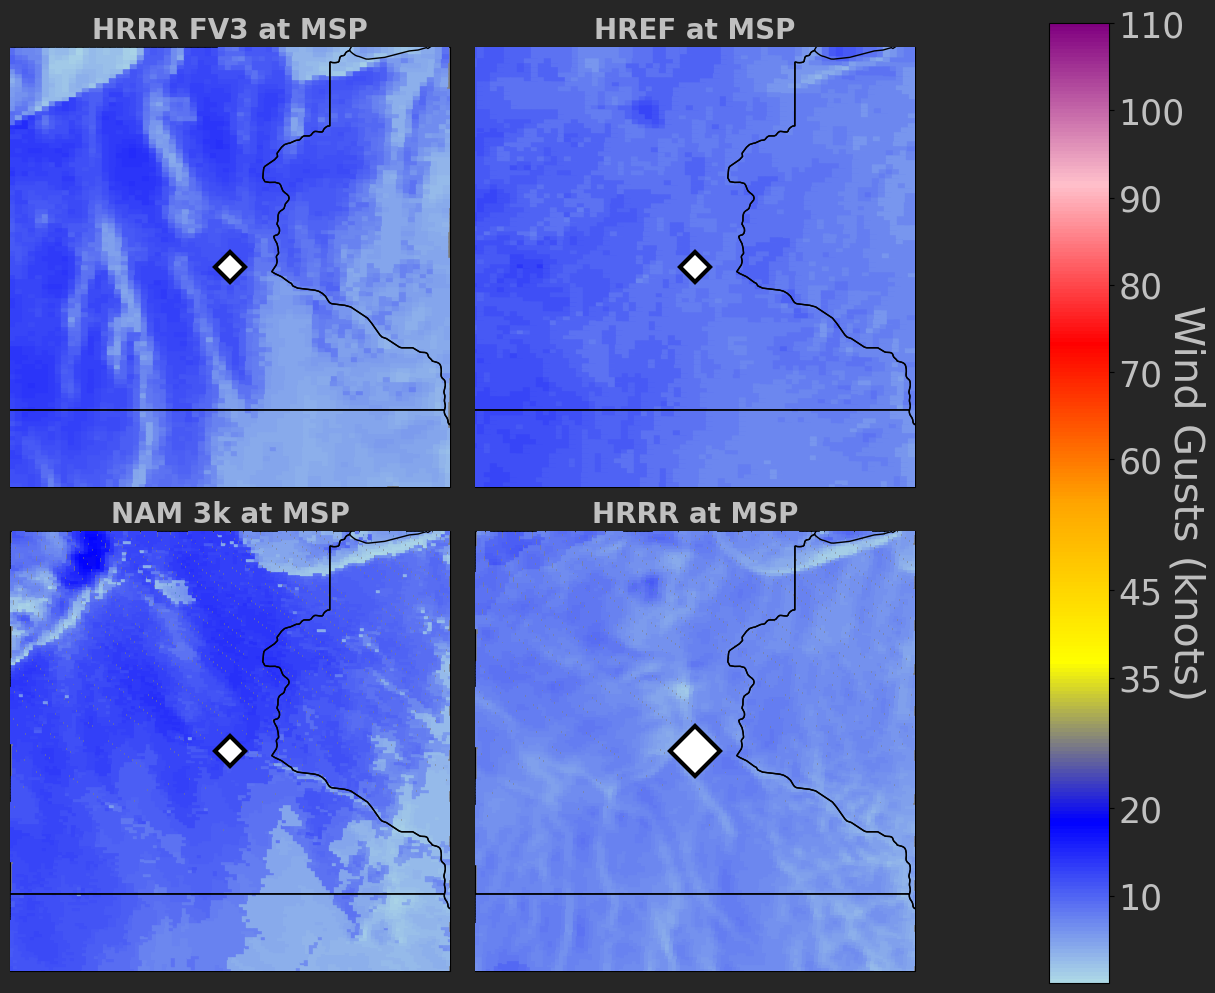 HRRR FV3 at MSP
HREF at MSP
NAM 3k at MSP
HRRR at MSP
110
100
90
80
70
60
45
35
20
10
Wind Gusts (knots)